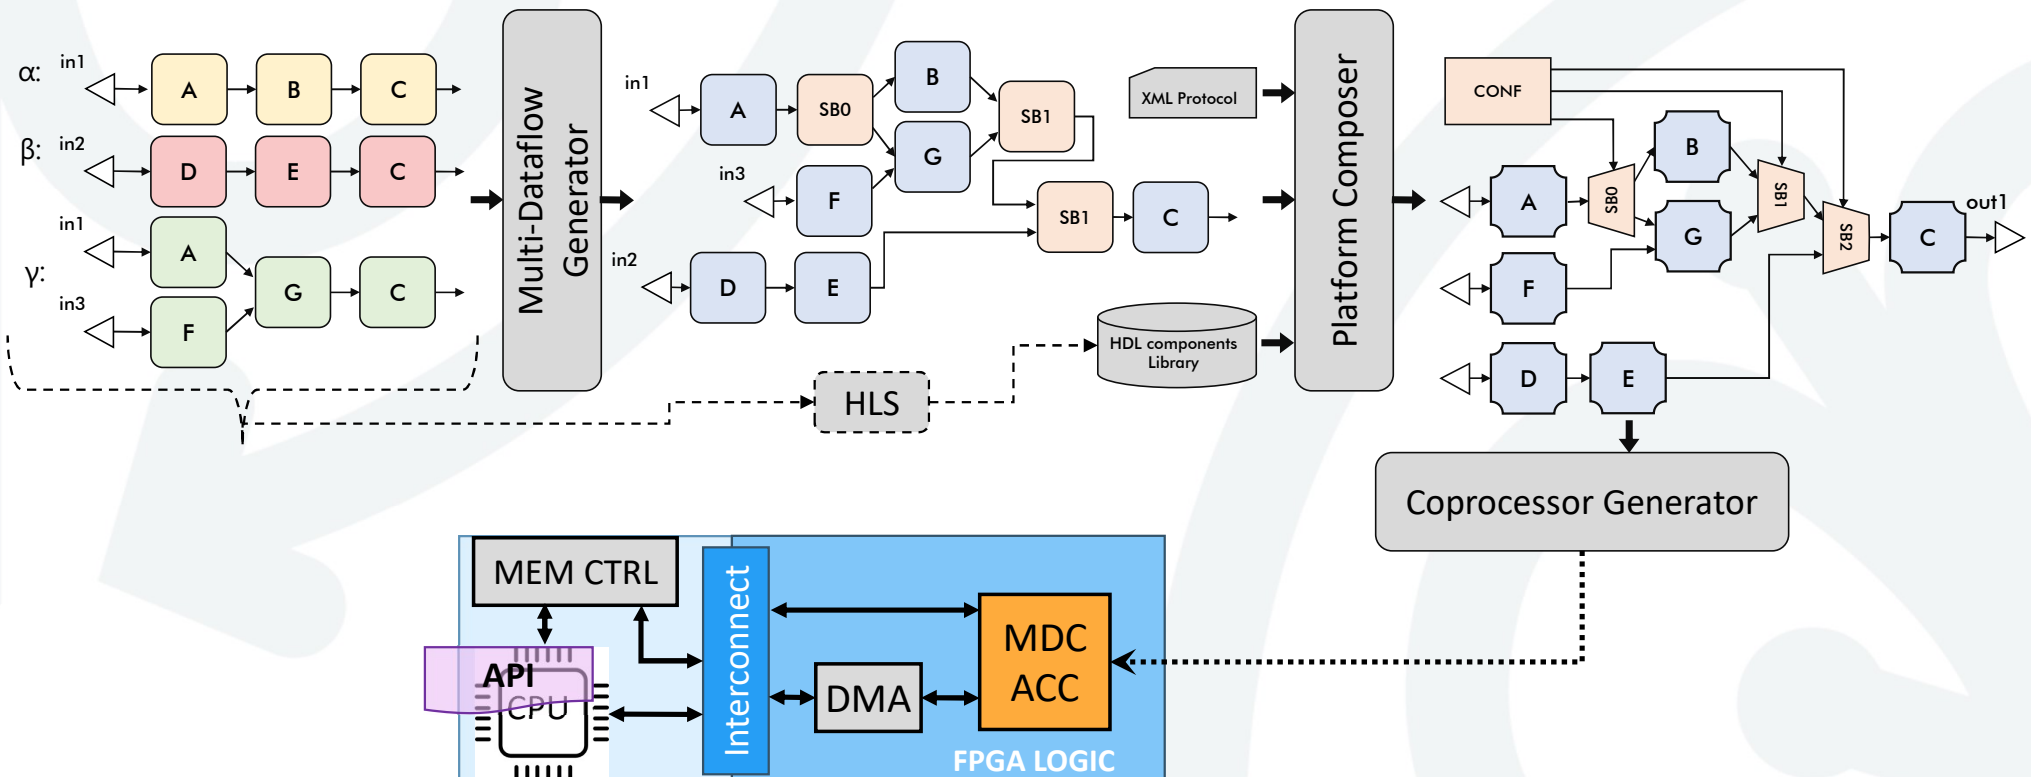 α:
in1
A
B
C
β:
in2
D
E
C
γ:
in1
A
in3
F
G
C
Multi-Dataflow
Generator
in1
A
SB0
B
G
SB1
in3
F
SB1
C
in2
D
E
HLS
XML Protocol
HDL components
Library
Platform Composer
CONF
A
SB0
B
G
SB1
SB2
C
out1
F
D
E
Coprocessor Generator
MEM CTRL
API
CPU
Interconnect
DMA
MDC
ACC
FPGA LOGIC